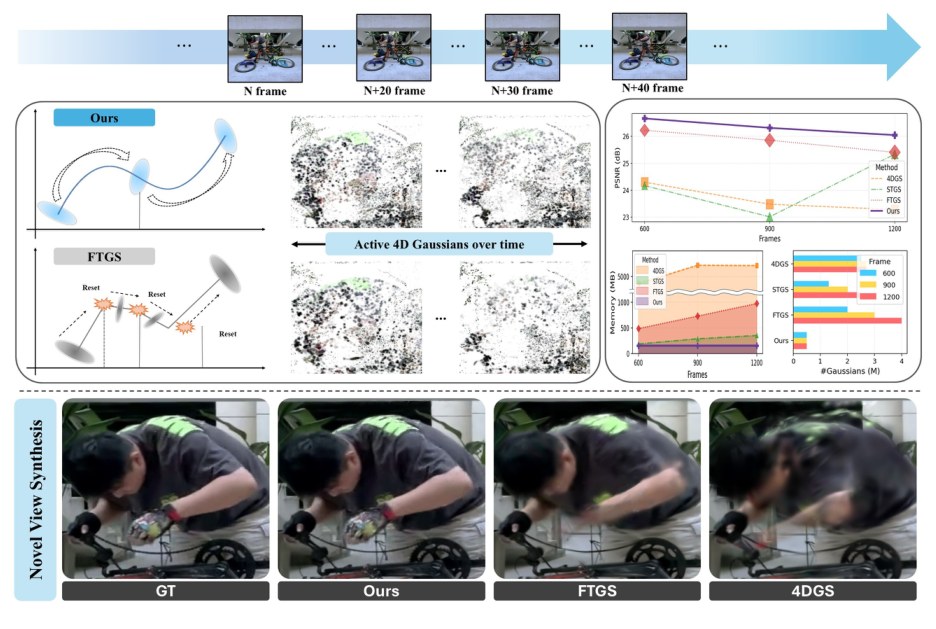 ...
...
...
...
...
N frame
N+20 frame
N+30 frame
N+40 frame
Ours
FTGS
Reset
Reset
Reset
...
Active 4D Gaussians over time
...
PSNR (dB)
26
25
24
23
600
900
1200
Frames
Method
4DGS
STGS
FTGS
Ours
Memory (MB)
5000
1000
500
0
600
900
1200
Frames
Method
4DGS
STGS
FTGS
Ours
4DGS
STGS
FTGS
Ours
0
1
2
3
4
#Gaussians (M)
Frame
600
900
1200
Novel View Synthesis
GT
Ours
FTGS
4DGS